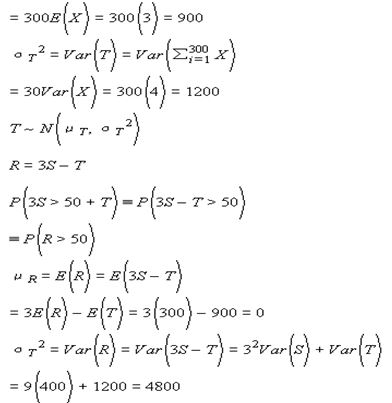 = 300E(X) = 300(3) = 900
σ_T² = Var(T) = Var(∑_{i=1}^{300} X)
= 30Var(X) = 300(4) = 1200
T ~ N(μ_T, σ_T²)
R = 3S – T
P(3S > 50 + T) = P(3S – T > 50)
= P(R > 50)
μ_R = E(R) = E(3S – T)
= 3E(R) – E(T) = 3(300) – 900 = 0
σ_T² = Var(R) = Var(3S – T) = 3²Var(S) + Var(T)
= 9(400) + 1200 = 4800